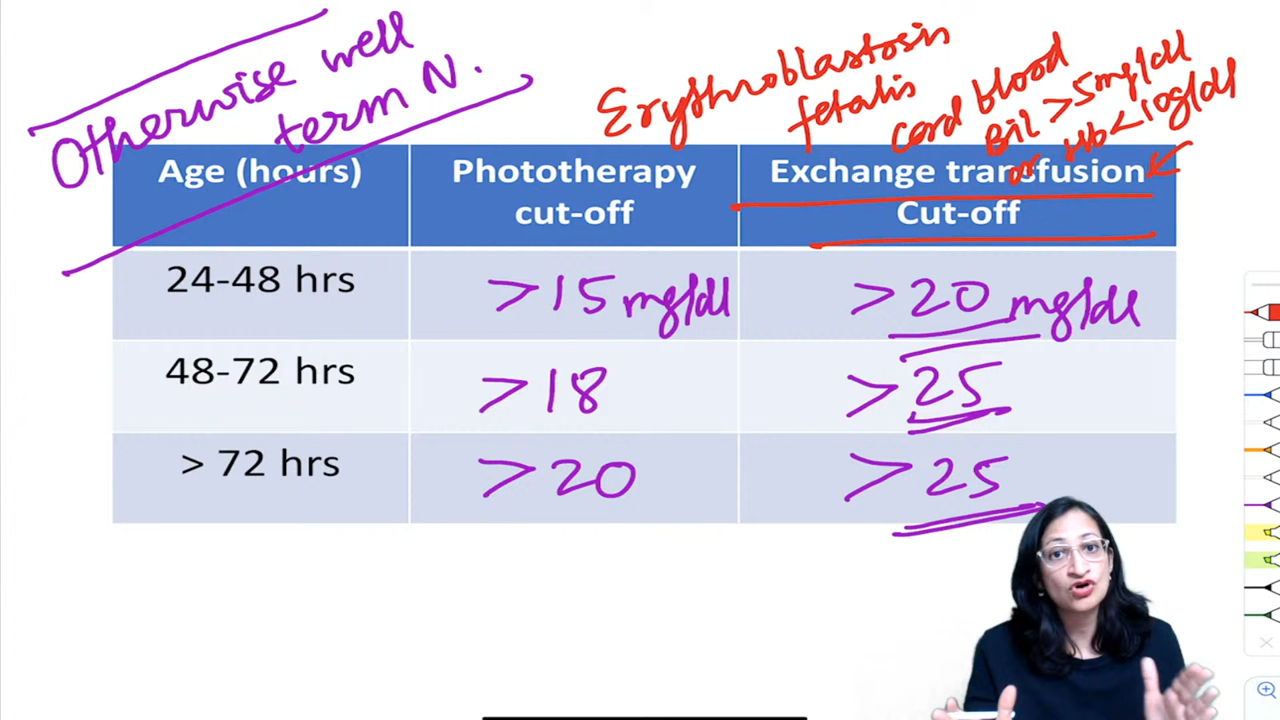 Otherwise well
term N.
Erythroblastosis
fetalis
cord blood
Bil >5mg/dl
or Hb <10g/dl
Age (hours)
Phototherapy
cut-off
Exchange transfusion
Cut-off
24-48 hrs
>15 mg/dl
>20 mg/dl
48-72 hrs
>18
>25
> 72 hrs
>20
>25